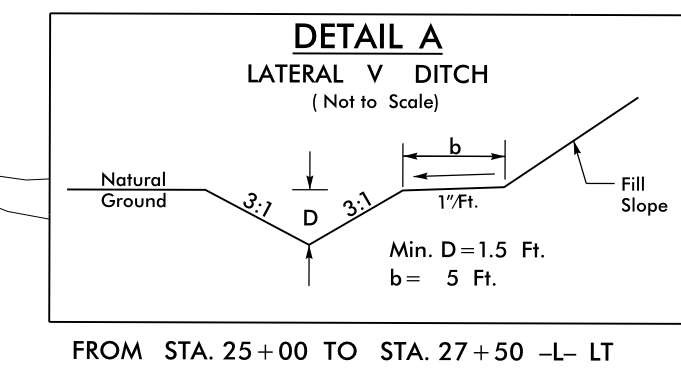 DETAIL A
LATERAL V DITCH
( Not to Scale)
b
Natural
Ground
3:1
D
3:1
1"/Ft.
Fill
Slope
Min. D = 1.5 Ft.
b = 5 Ft.
FROM STA. 25+00 TO STA. 27+50 -L- LT